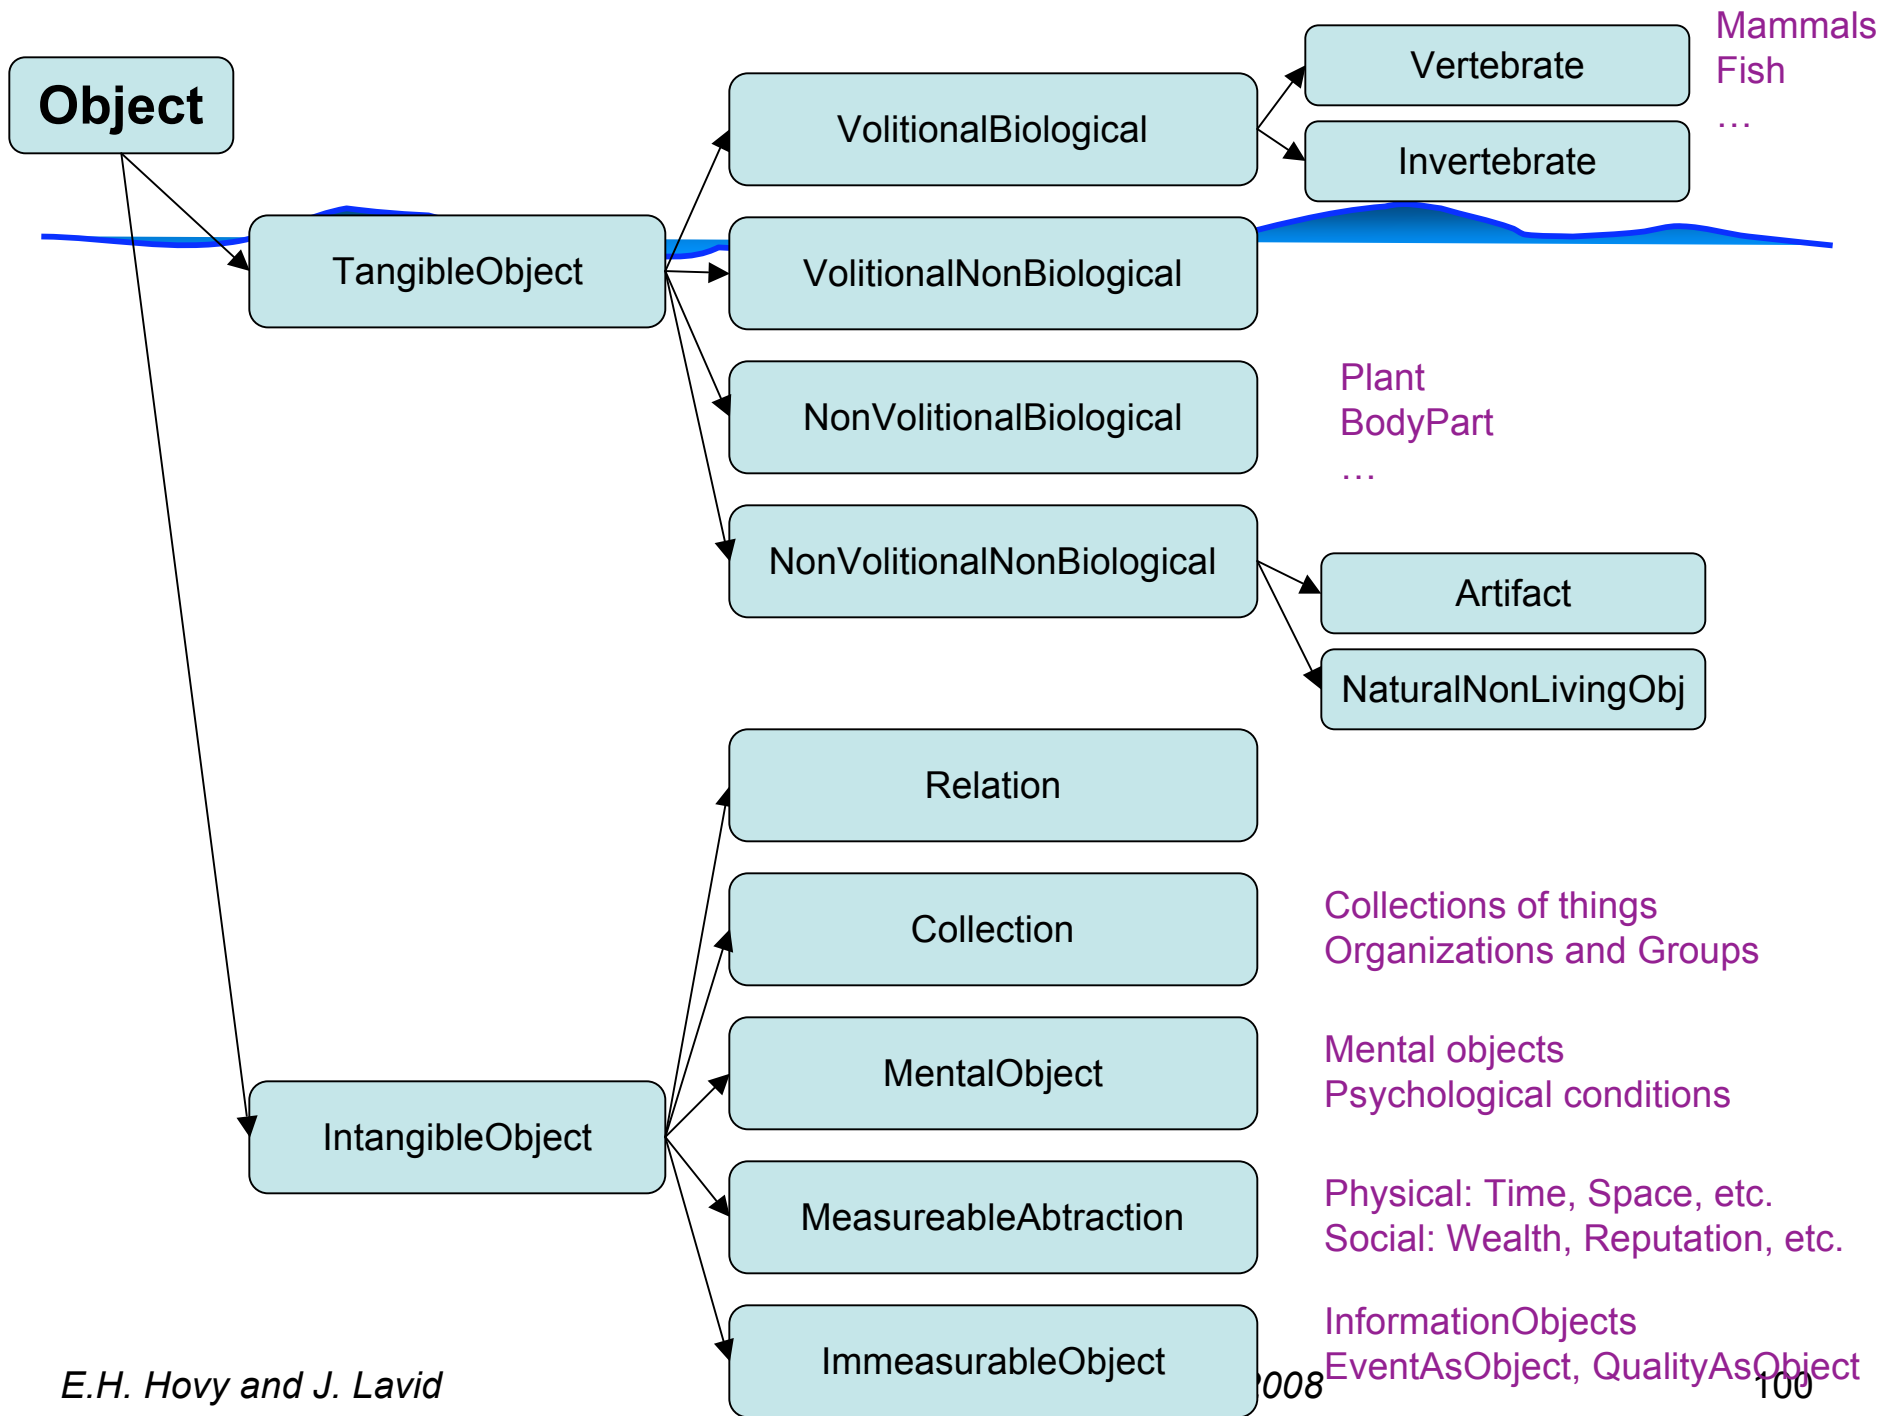 Object
TangibleObject
VolitionalBiological
Vertebrate
Mammals
Fish
…
Invertebrate
VolitionalNonBiological
NonVolitionalBiological
Plant
BodyPart
…
NonVolitionalNonBiological
Artifact
NaturalNonLivingObj
IntangibleObject
Relation
Collection
Collections of things
Organizations and Groups
MentalObject
Mental objects
Psychological conditions
MeasureableAbtraction
Physical: Time, Space, etc.
Social: Wealth, Reputation, etc.
ImmeasurableObject
InformationObjects
EventAsObject, QualityAsObject
E.H. Hovy and J. Lavid
100